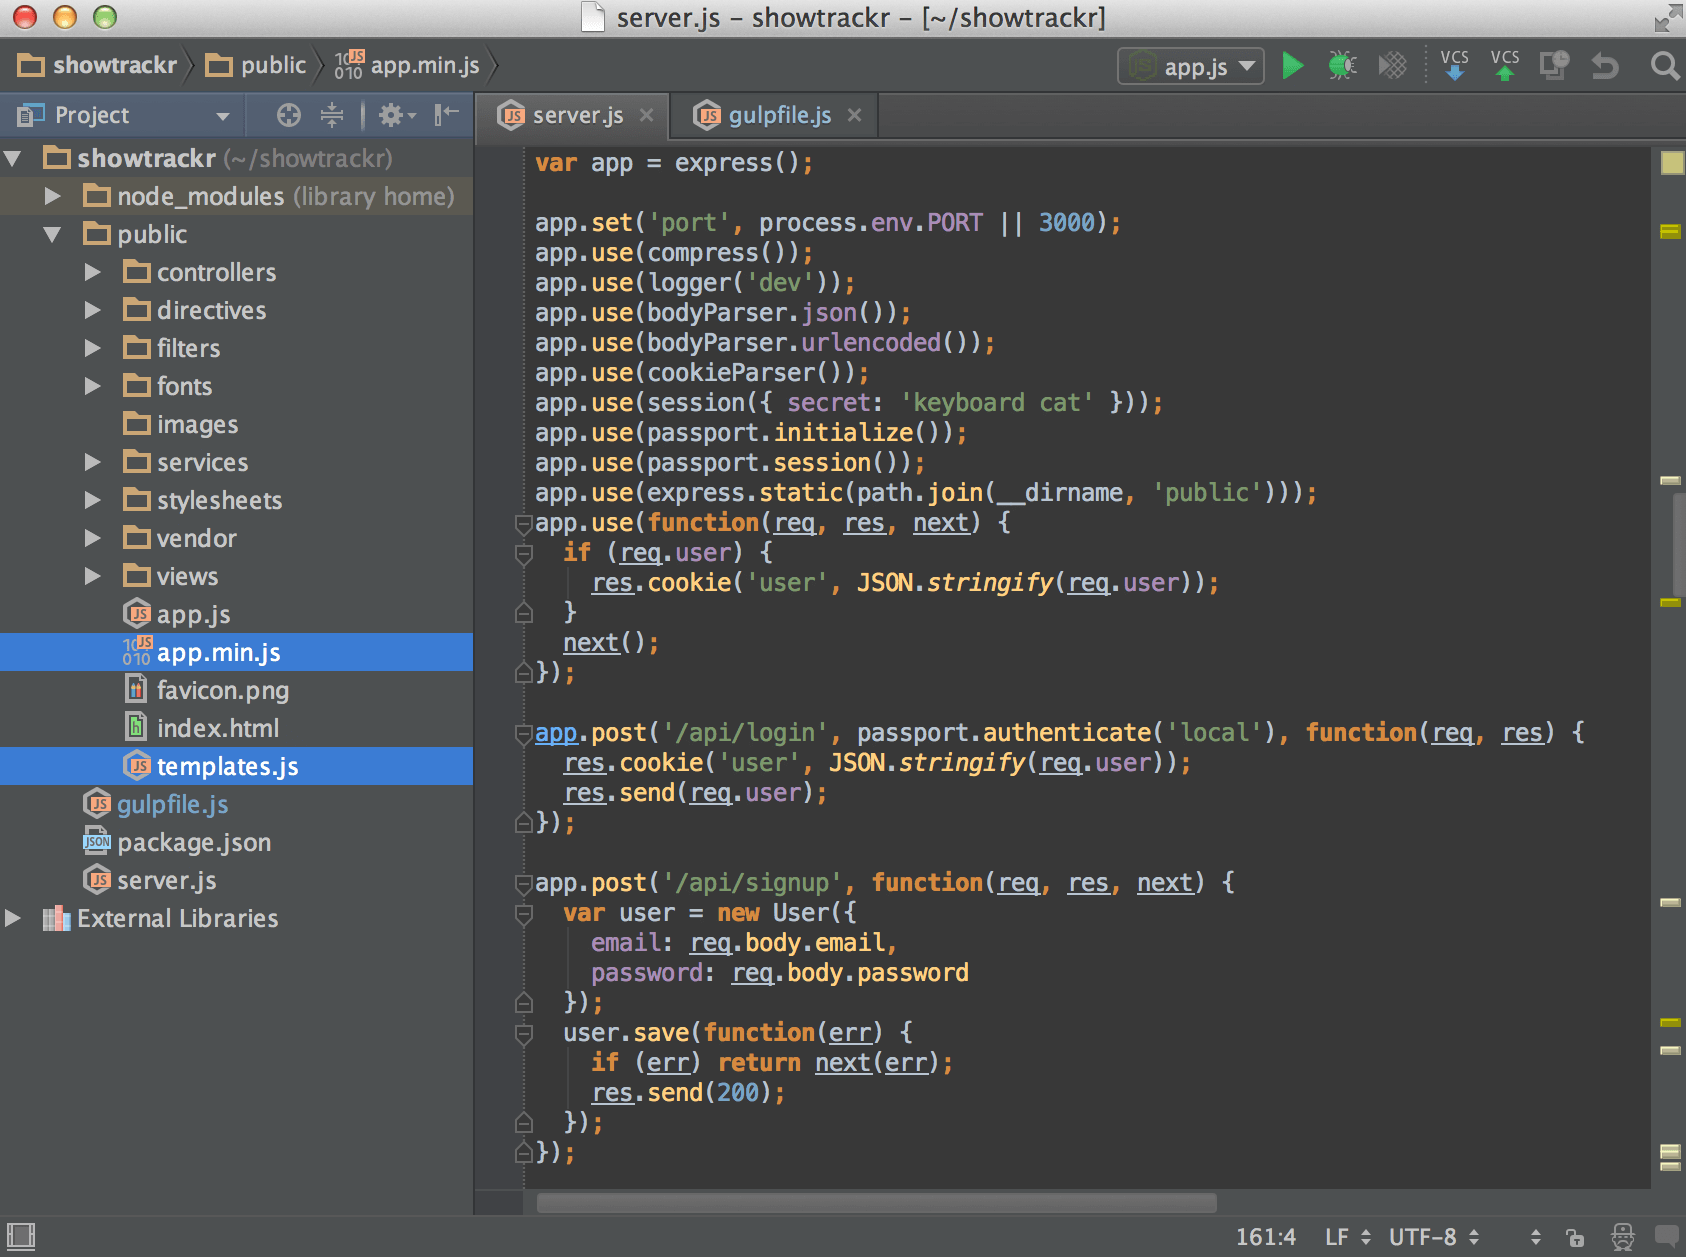 server.js – showtrackr – [~/showtrackr]
showtrackr public app.min.js app.js VCS VCS
Project
server.js gulpfile.js
showtrackr (~/showtrackr)
node_modules (library home)
public
controllers
directives
filters
fonts
images
services
stylesheets
vendor
views
app.js
app.min.js
favicon.png
index.html
templates.js
gulpfile.js
package.json
server.js
External Libraries
var app = express();
app.set('port', process.env.PORT || 3000);
app.use(compress());
app.use(logger('dev'));
app.use(bodyParser.json());
app.use(bodyParser.urlencoded());
app.use(cookieParser());
app.use(session({ secret: 'keyboard cat' }));
app.use(passport.initialize());
app.use(passport.session());
app.use(express.static(path.join(__dirname, 'public')));
app.use(function(req, res, next) {
  if (req.user) {
    res.cookie('user', JSON.stringify(req.user));
  }
  next();
});
app.post('/api/login', passport.authenticate('local'), function(req, res) {
  res.cookie('user', JSON.stringify(req.user));
  res.send(req.user);
});
app.post('/api/signup', function(req, res, next) {
  var user = new User({
    email: req.body.email,
    password: req.body.password
  });
  user.save(function(err) {
    if (err) return next(err);
    res.send(200);
  });
});
161:4 LF UTF-8